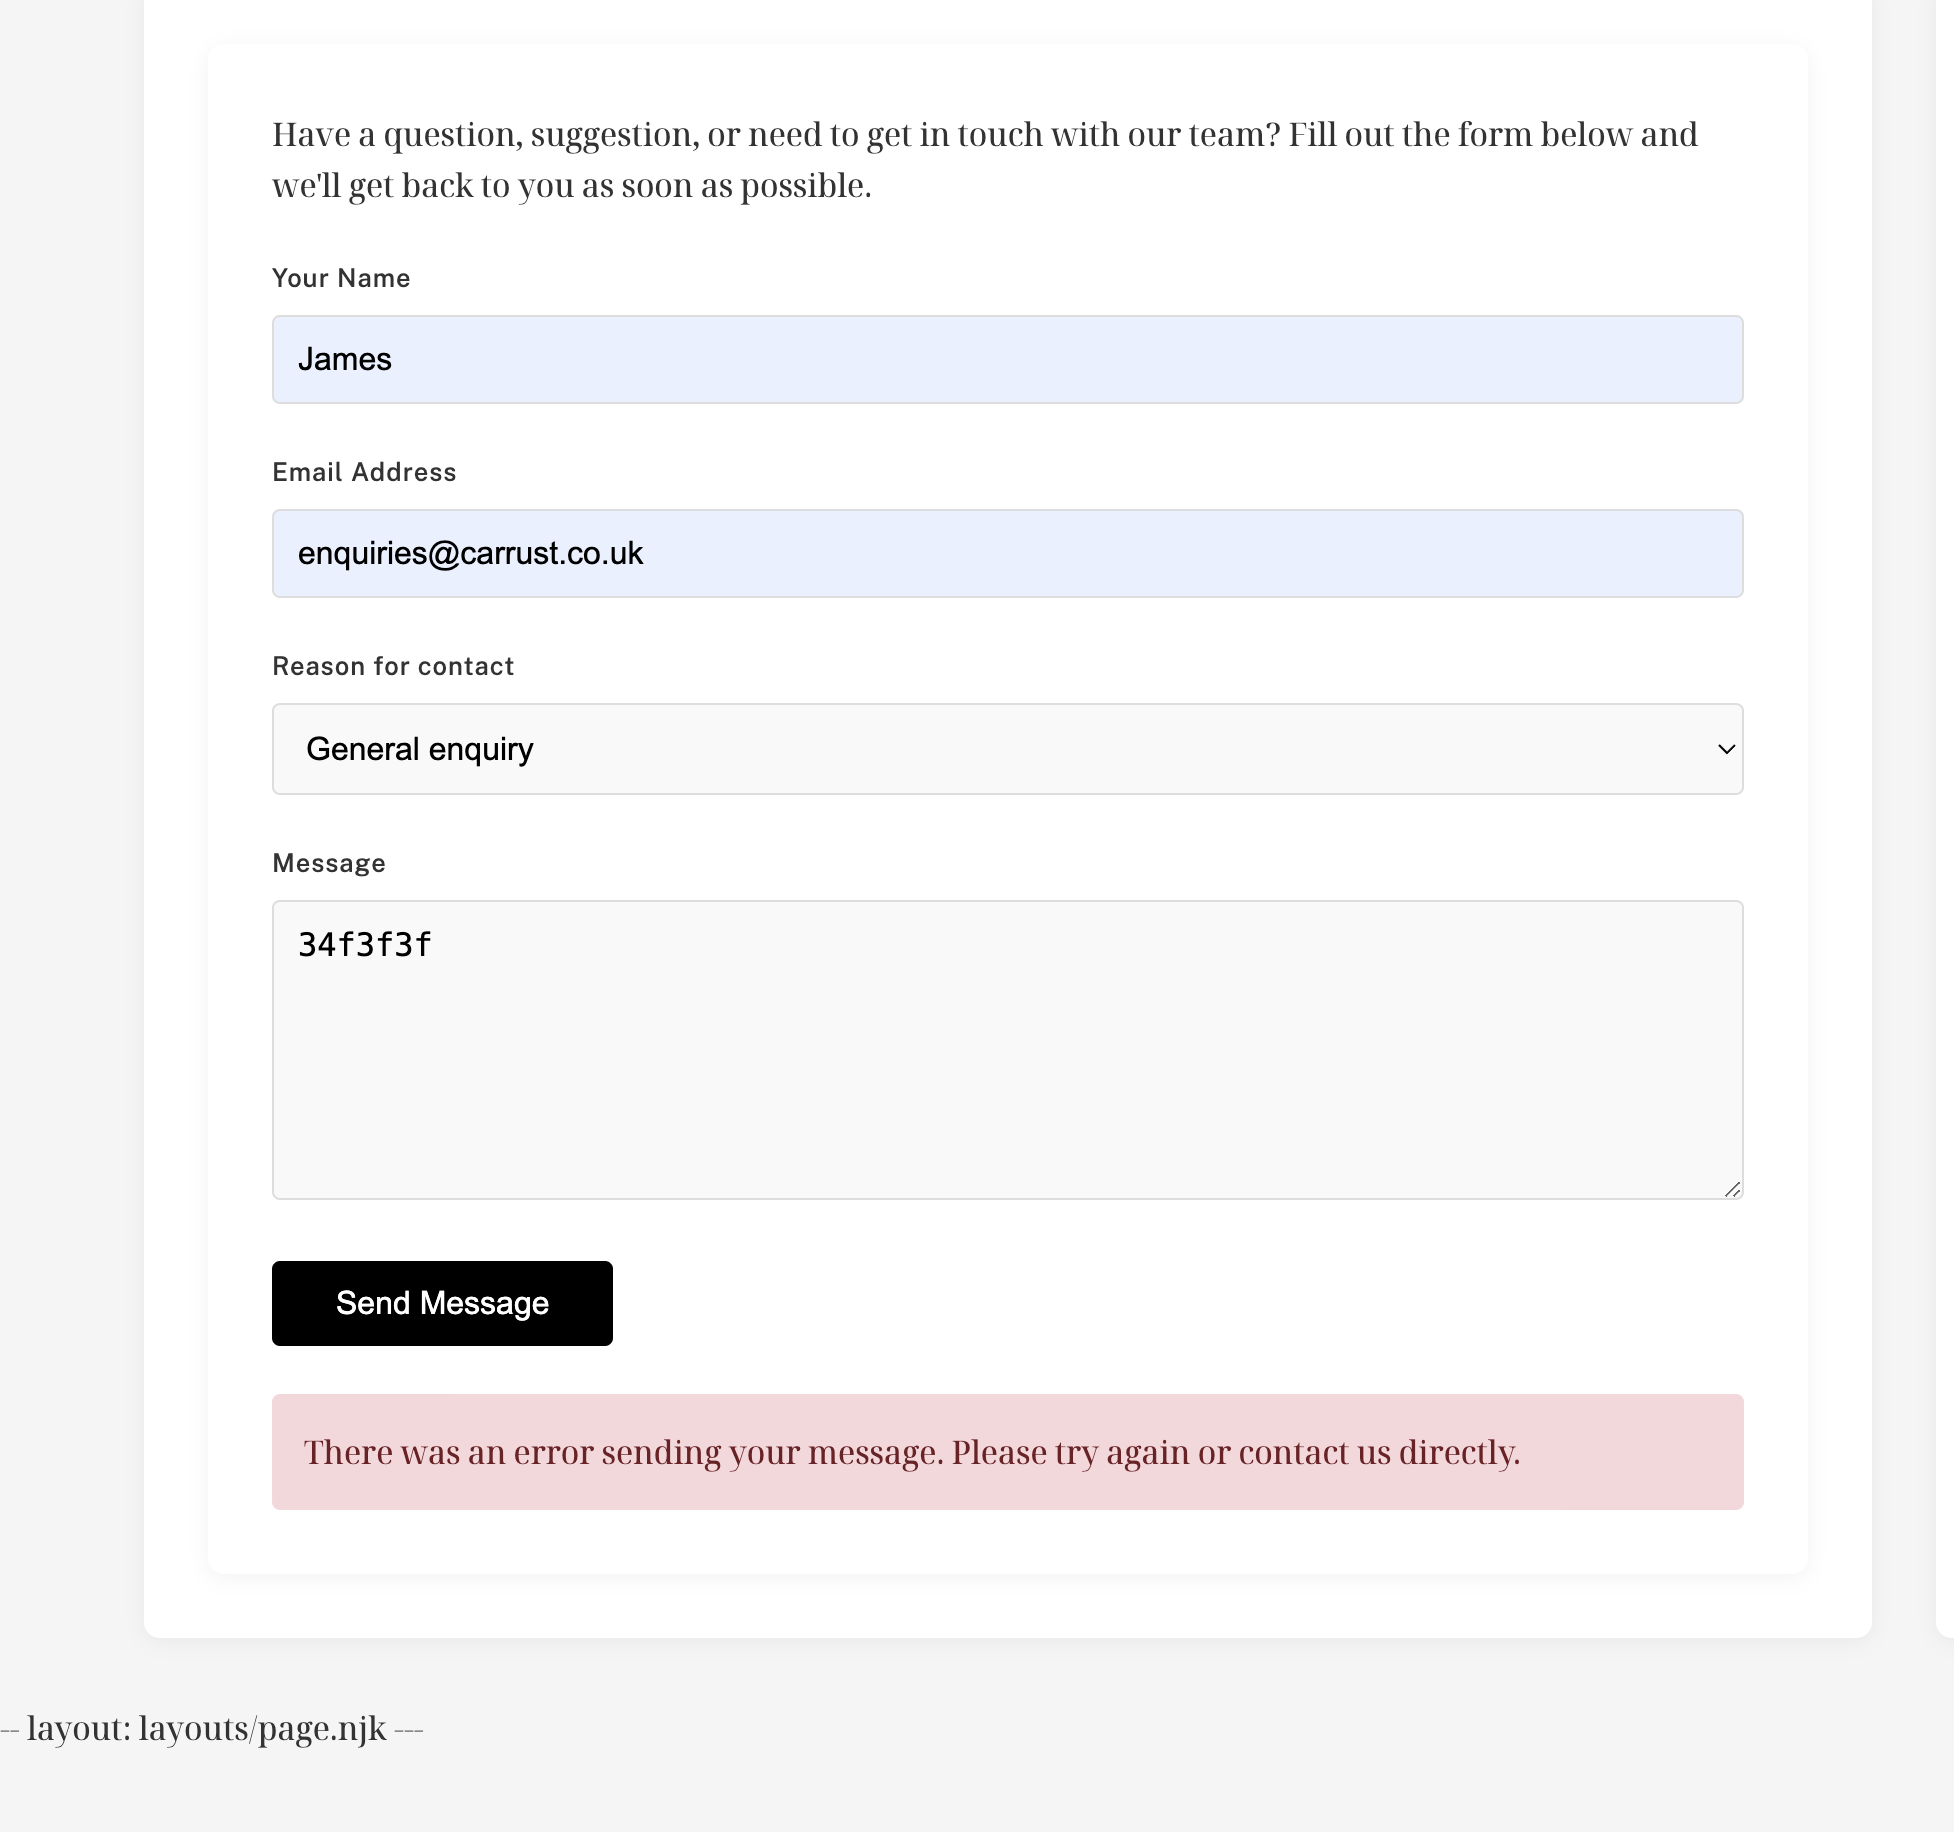 Have a question, suggestion, or need to get in touch with our team? Fill out the form below and
we'll get back to you as soon as possible.
Your Name
James
Email Address
enquiries@carrust.co.uk
Reason for contact
General enquiry
Message
34f3f3f
Send Message
There was an error sending your message. Please try again or contact us directly.
-- layout: layouts/page.njk ---